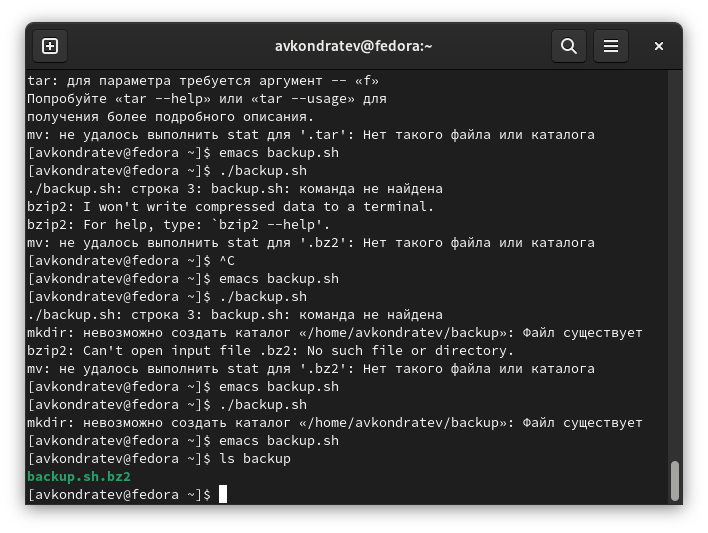 avkondratev@fedora:~
tar: для параметра требуется аргумент -- «f»
Попробуйте «tar --help» или «tar --usage» для
получения более подробного описания.
mv: не удалось выполнить stat для '.tar': Нет такого файла или каталога
[avkondratev@fedora ~]$ emacs backup.sh
[avkondratev@fedora ~]$ ./backup.sh
./backup.sh: строка 3: backup.sh: команда не найдена
bzip2: I won't write compressed data to a terminal.
bzip2: For help, type: `bzip2 --help'.
mv: не удалось выполнить stat для '.bz2': Нет такого файла или каталога
[avkondratev@fedora ~]$ ^C
[avkondratev@fedora ~]$ emacs backup.sh
[avkondratev@fedora ~]$ ./backup.sh
./backup.sh: строка 3: backup.sh: команда не найдена
mkdir: невозможно создать каталог «/home/avkondratev/backup»: Файл существует
bzip2: Can't open input file .bz2: No such file or directory.
mv: не удалось выполнить stat для '.bz2': Нет такого файла или каталога
[avkondratev@fedora ~]$ emacs backup.sh
[avkondratev@fedora ~]$ ./backup.sh
mkdir: невозможно создать каталог «/home/avkondratev/backup»: Файл существует
[avkondratev@fedora ~]$ emacs backup.sh
[avkondratev@fedora ~]$ ls backup
backup.sh.bz2
[avkondratev@fedora ~]$